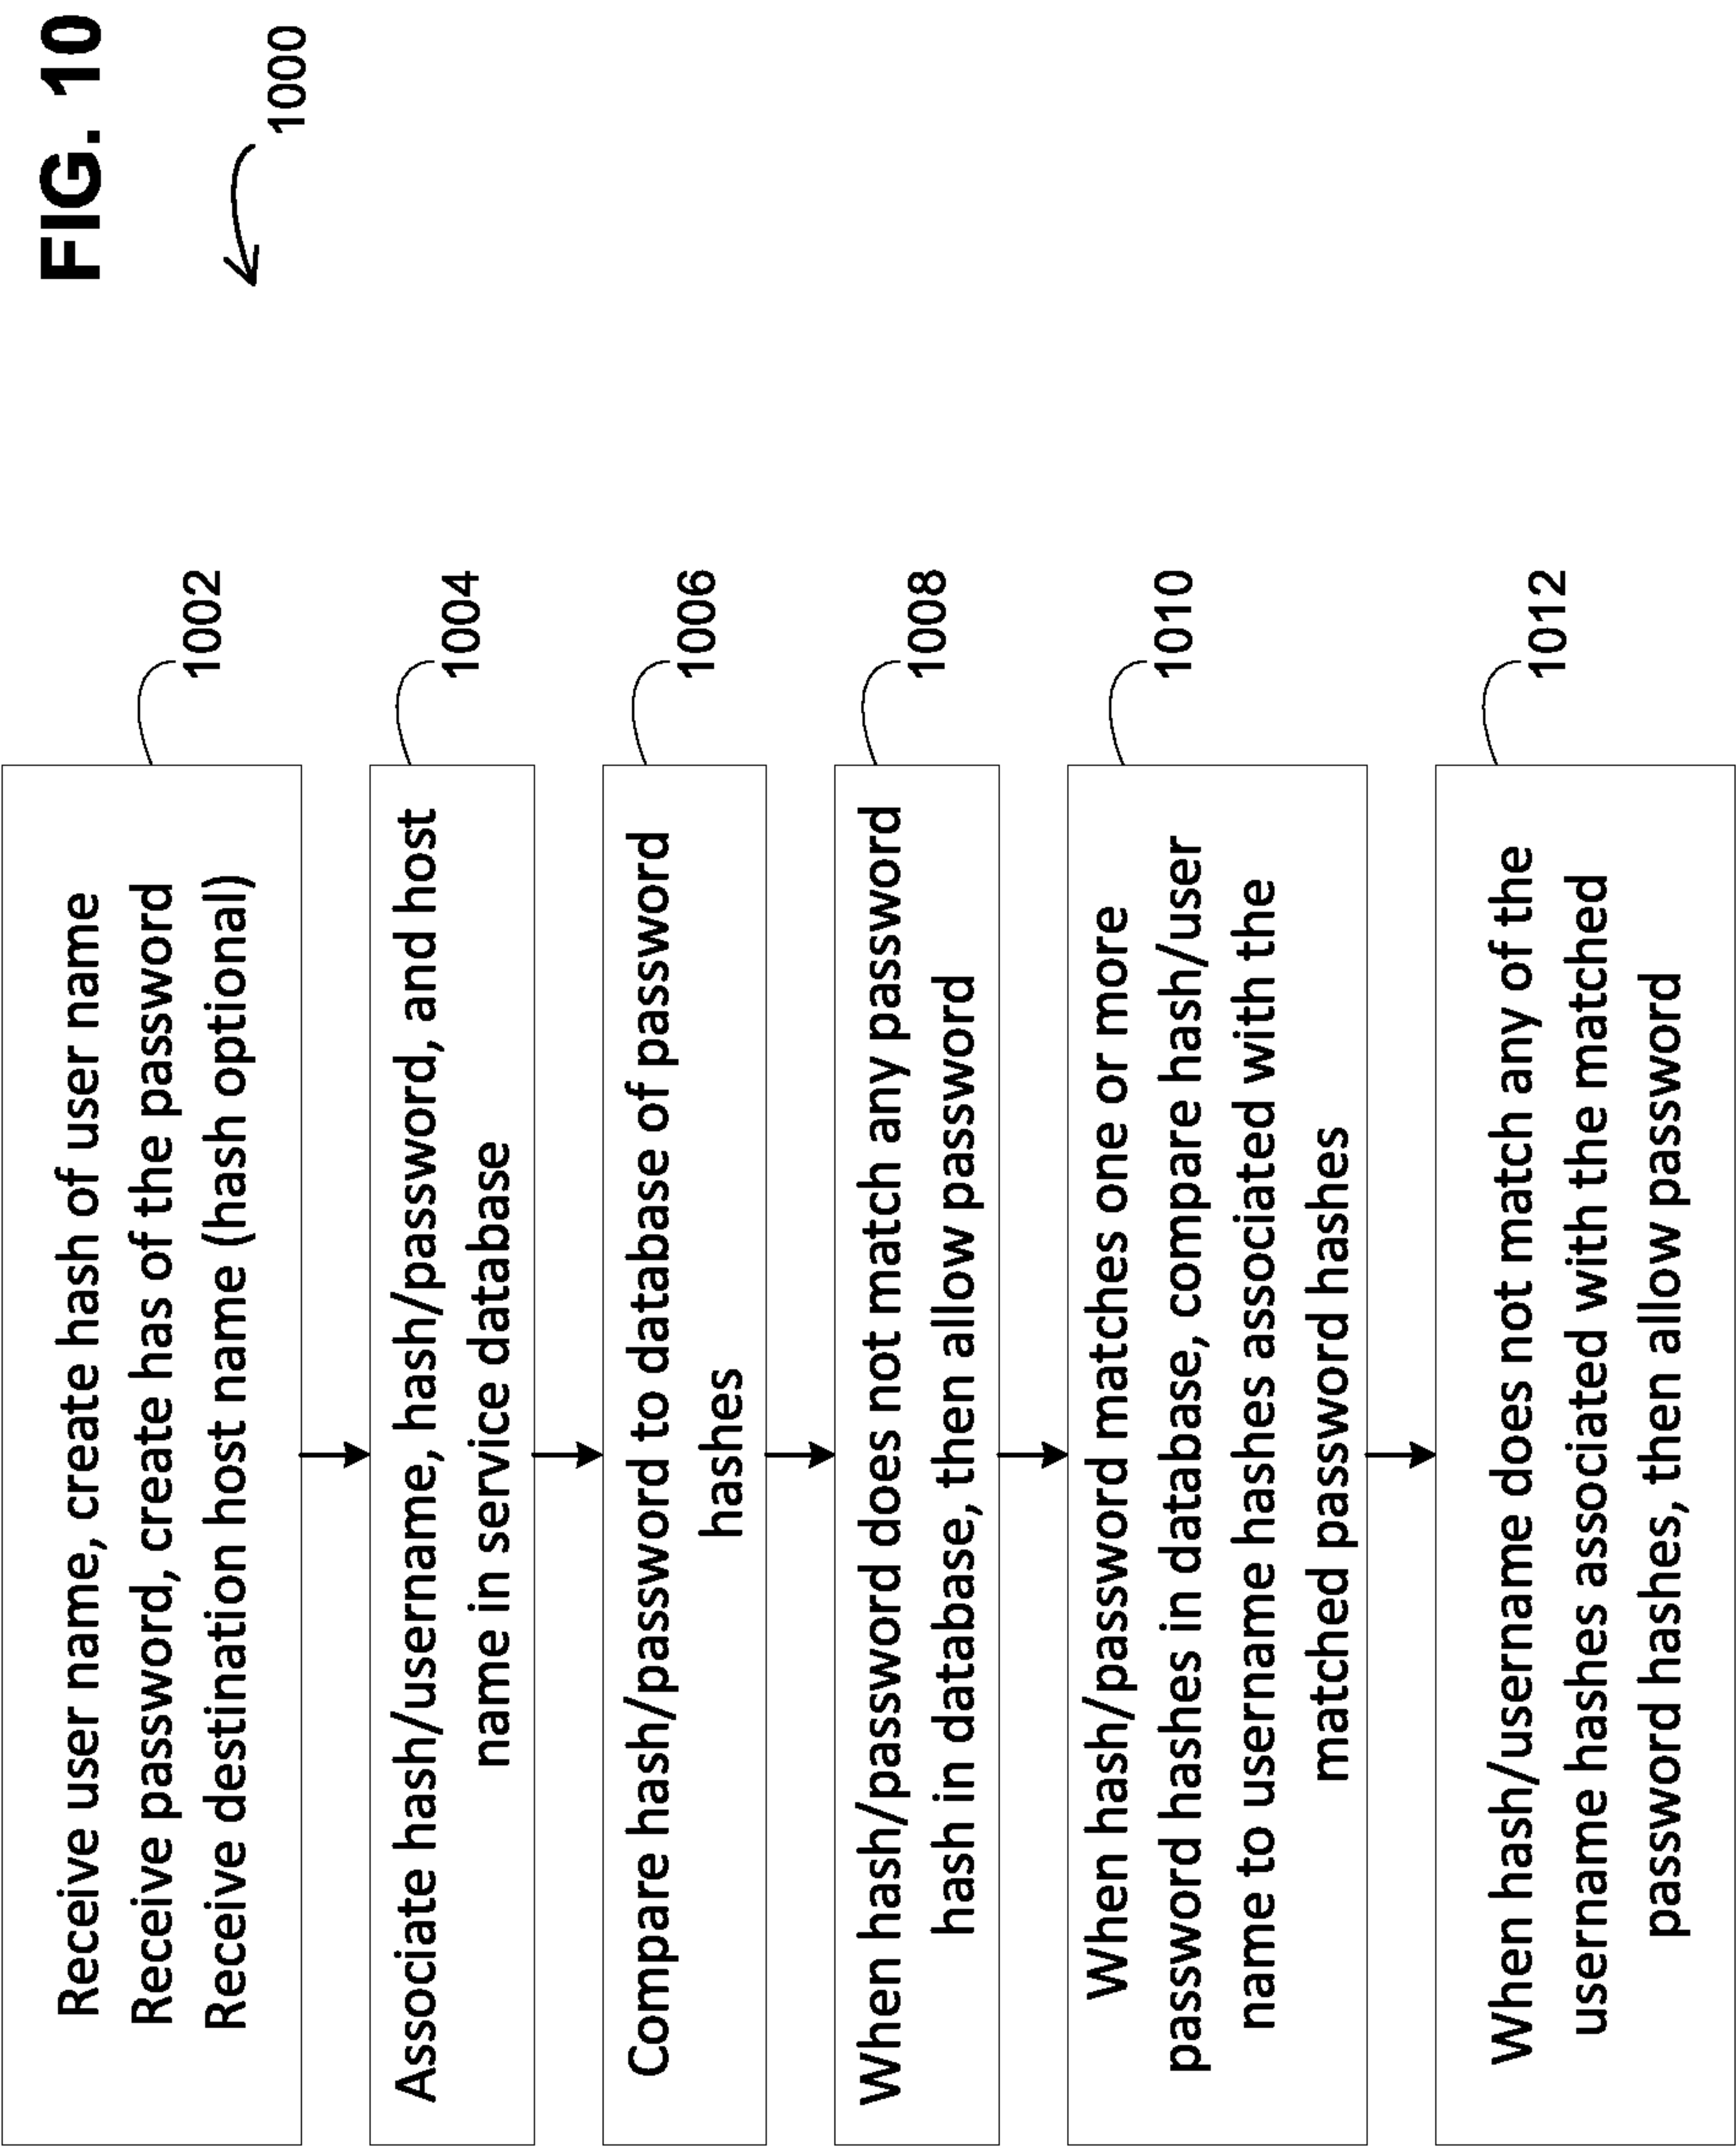 FIG. 10
1000
Receive user name, create hash of user name
Receive password, create has of the password
Receive destination host name (hash optional)
1002
Associate hash/username, hash/password, and host
name in service database
1004
Compare hash/password to database of password
hashes
1006
When hash/password does not match any password
hash in database, then allow password
1008
When hash/password matches one or more
password hashes in database, compare hash/user
name to username hashes associated with the
matched password hashes
1010
When hash/username does not match any of the
username hashes associated with the matched
password hashes, then allow password
1012